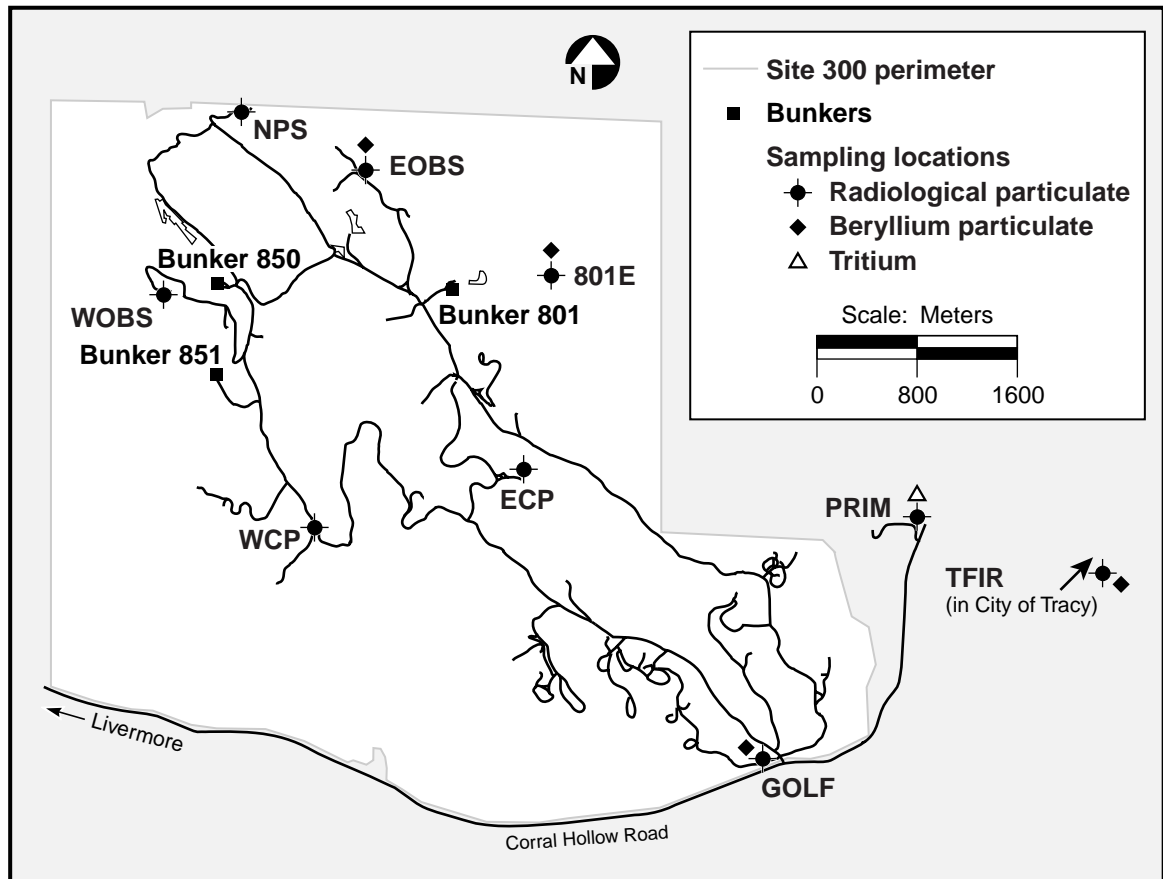 N
Site 300 perimeter
Bunkers
Sampling locations
Radiological particulate
Beryllium particulate
Tritium
Scale: Meters
0 800 1600
NPS
EOBS
Bunker 850
801E
WOBS
Bunker 801
Bunker 851
ECP
PRIM
WCP
TFIR
(in City of Tracy)
Livermore
GOLF
Corral Hollow Road